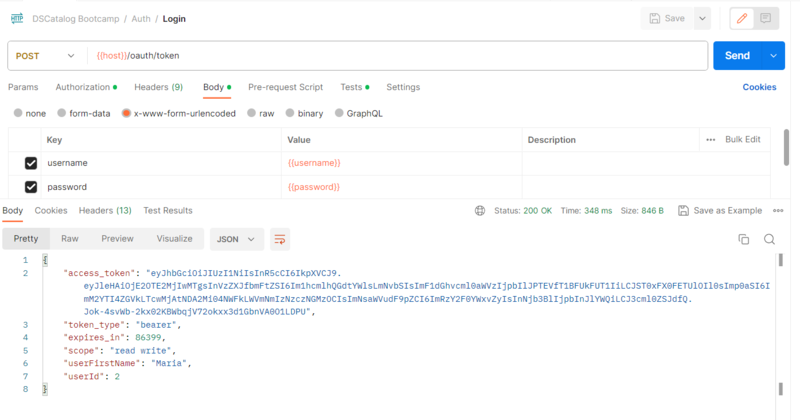 HTTP DSCatalog Bootcamp / Auth / Login Save
POST {{host}}/oauth/token Send
Params Authorization Headers (9) Body Pre-request Script Tests Settings Cookies
none form-data x-www-form-urlencoded raw binary GraphQL
Key Value Description ••• Bulk Edit
username {{username}}
password {{password}}
Body Cookies Headers (13) Test Results Status: 200 OK Time: 348 ms Size: 846 B Save as Example •••
Pretty Raw Preview Visualize JSON
1 {
2 "access_token": "eyJhbGciOiJIUzI1NiIsInR5cCI6IkpXVCJ9.
eyJleHAiOjE2OTE2MjIwMTgsInVzZXJfbmFtZSI6Im1hcmlhQGdtYWlsLmNvbSIsImF1dGhvcml0aWVzIjpbIlJPTEVfT1BFUkFUT1IiLCJST0xFX0FETUlOIl0sImp0aSI6I
mM2YTI4ZGVkLTcwMjAtNDA2Mi04NWFkLWVmNmIzNzczNGMzOCIsImNsaWVudF9pZCI6ImRzY2F0YWxvZyIsInNjb3BlIjpbInJlYWQiLCJ3cml0ZSJdfQ.
Jok-4svWb-2kx02KBWbqjV72okxx3d1GbnVA0O1LDPU",
3 "token_type": "bearer",
4 "expires_in": 86399,
5 "scope": "read write",
6 "userFirstName": "Maria",
7 "userId": 2
8 }